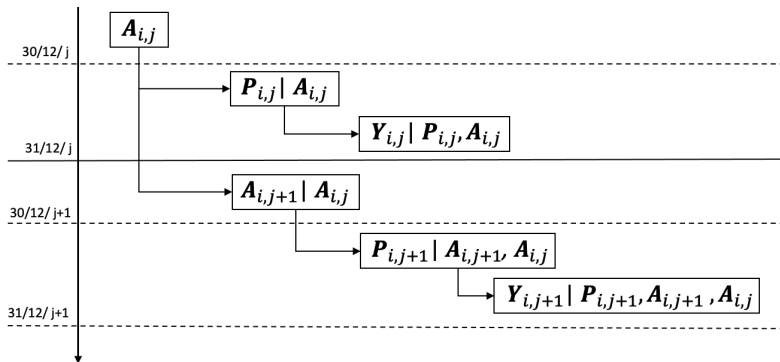 A_{i,j}
30/12/ j
P_{i,j}| A_{i,j}
Y_{i,j}| P_{i,j}, A_{i,j}
31/12/ j
A_{i,j+1}| A_{i,j}
30/12/ j+1
P_{i,j+1}| A_{i,j+1}, A_{i,j}
Y_{i,j+1}| P_{i,j+1}, A_{i,j+1} , A_{i,j}
31/12/ j+1